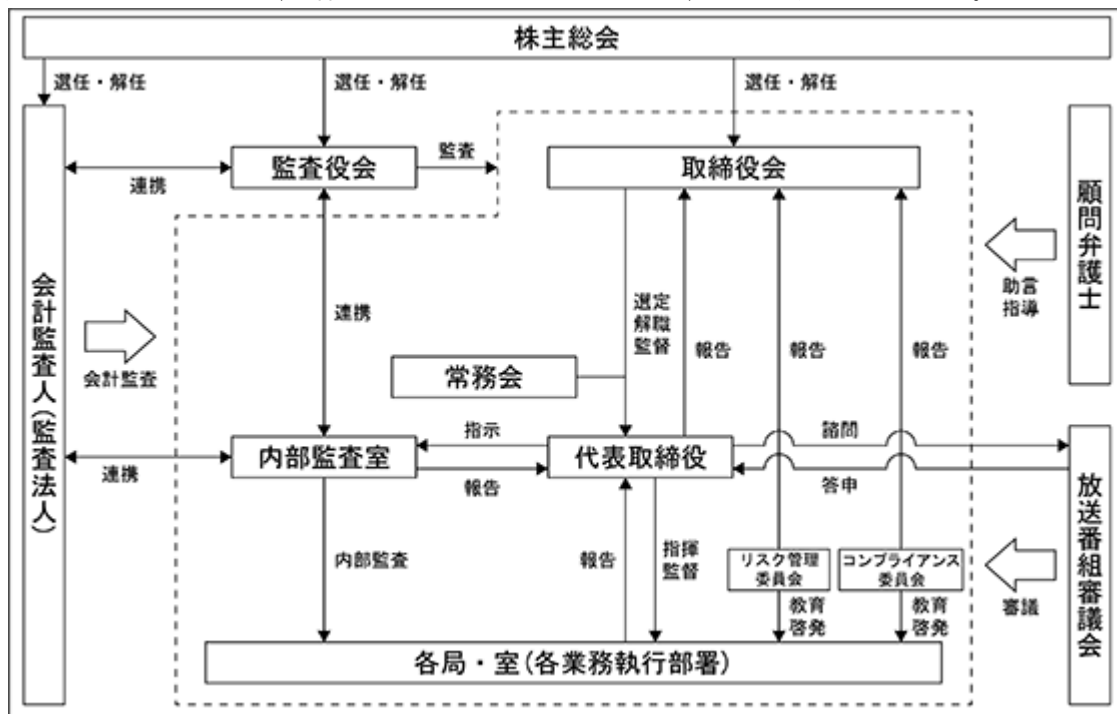 株主総会
選任・解任
選任・解任
選任・解任
監査役会
監査
取締役会
連携
顧問弁護士
助言
指導
会計監査人(監査法人)
会計監査
連携
選定
解職
監督
報告
報告
報告
常務会
内部監査室
指示
報告
代表取締役
諮問
答申
連携
放送番組審議会
審議
内部監査
報告
指揮
監督
リスク管理
委員会
コンプライアンス
委員会
教育
啓発
教育
啓発
各局・室(各業務執行部署)